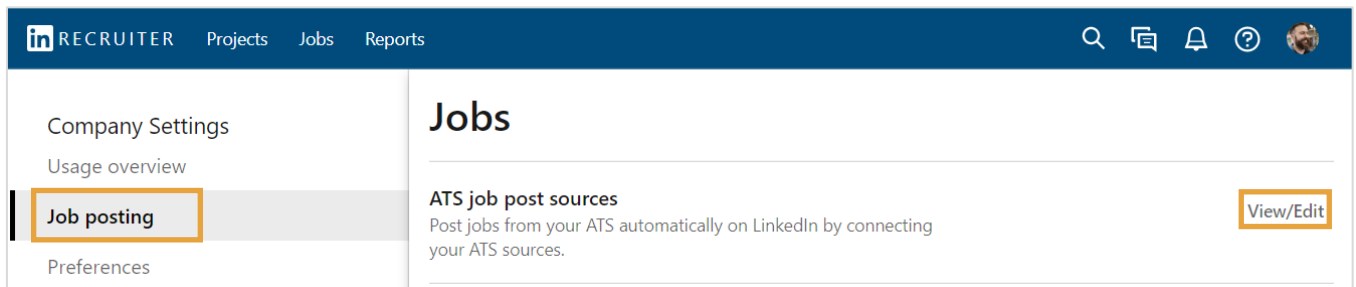 in RECRUITER Projects Jobs Reports
Company Settings
Usage overview
Job posting
Preferences
Jobs
ATS job post sources
View/Edit
Post jobs from your ATS automatically on LinkedIn by connecting
your ATS sources.